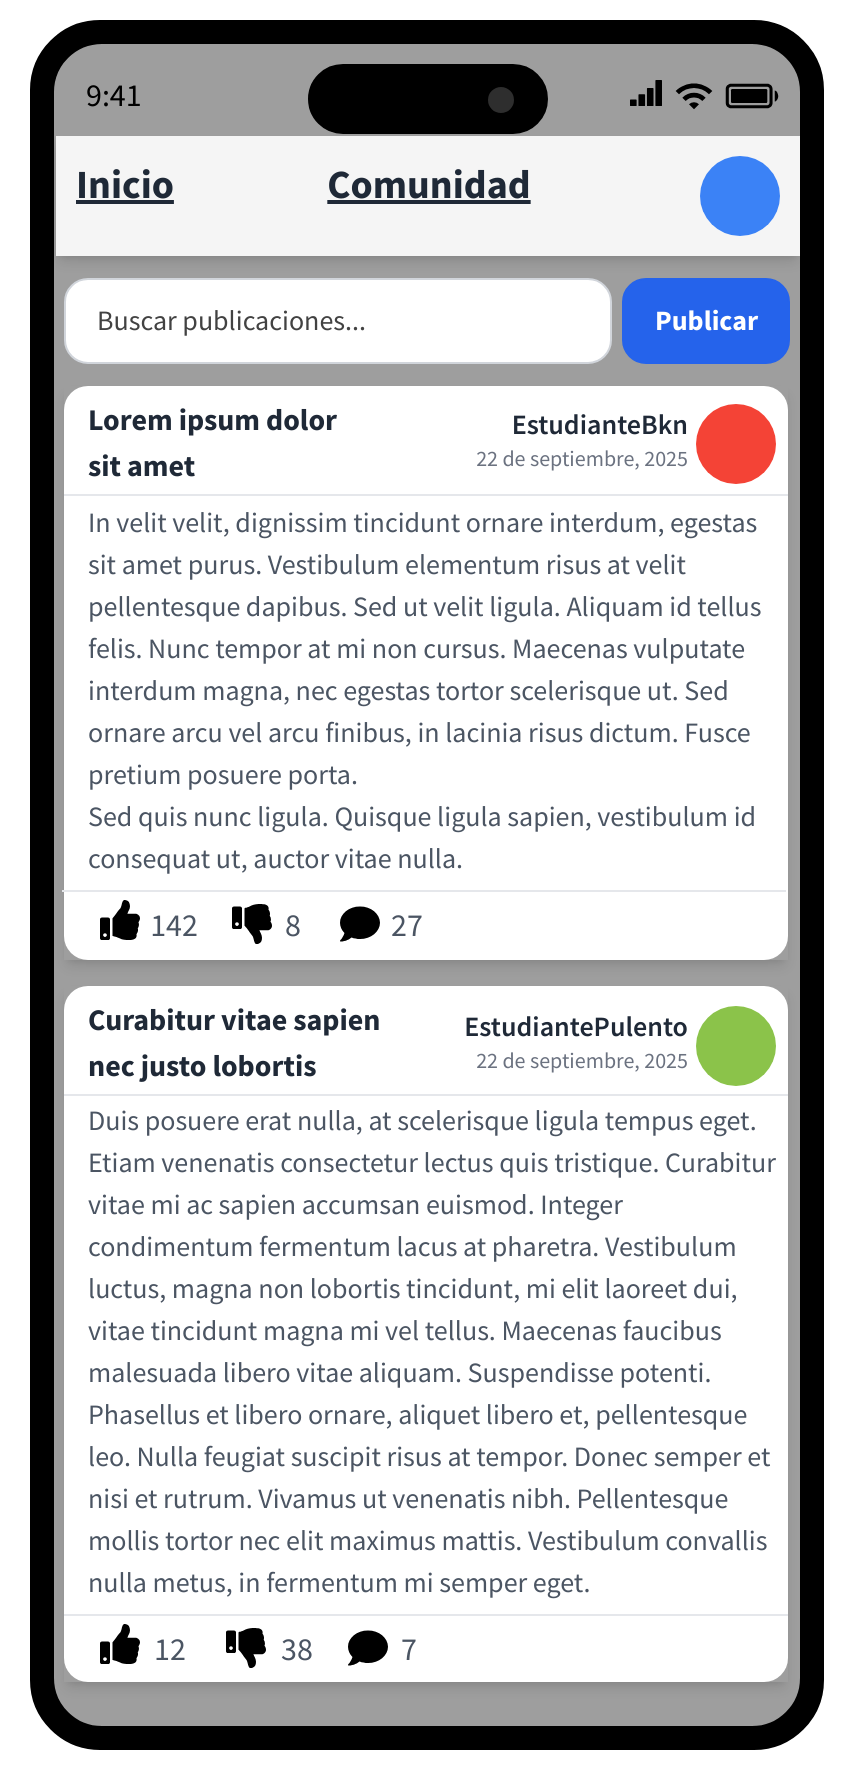 9:41
Inicio
Comunidad
Buscar publicaciones...
Publicar
Lorem ipsum dolor
sit amet
EstudianteBkn
22 de septiembre, 2025
In velit velit, dignissim tincidunt ornare interdum, egestas
sit amet purus. Vestibulum elementum risus at velit
pellentesque dapibus. Sed ut velit ligula. Aliquam id tellus
felis. Nunc tempor at mi non cursus. Maecenas vulputate
interdum magna, nec egestas tortor scelerisque ut. Sed
ornare arcu vel arcu finibus, in lacinia risus dictum. Fusce
pretium posuere porta.
Sed quis nunc ligula. Quisque ligula sapien, vestibulum id
consequat ut, auctor vitae nulla.
142
8
27
Curabitur vitae sapien
nec justo lobortis
EstudiantePulento
22 de septiembre, 2025
Duis posuere erat nulla, at scelerisque ligula tempus eget.
Etiam venenatis consectetur lectus quis tristique. Curabitur
vitae mi ac sapien accumsan euismod. Integer
condimentum fermentum lacus at pharetra. Vestibulum
luctus, magna non lobortis tincidunt, mi elit laoreet dui,
vitae tincidunt magna mi vel tellus. Maecenas faucibus
malesuada libero vitae aliquam. Suspendisse potenti.
Phasellus et libero ornare, aliquet libero et, pellentesque
leo. Nulla feugiat suscipit risus at tempor. Donec semper et
nisi et rutrum. Vivamus ut venenatis nibh. Pellentesque
mollis tortor nec elit maximus mattis. Vestibulum convallis
nulla metus, in fermentum mi semper eget.
12
38
7